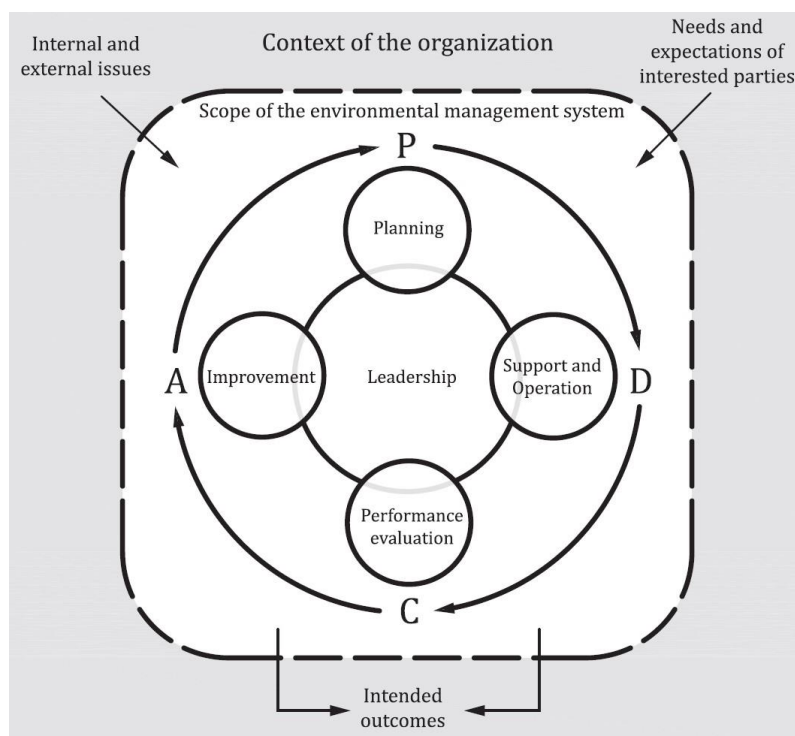 Internal and
external issues
Context of the organization
Needs and
expectations of
interested parties
Scope of the environmental management system
P
Planning
A
Improvement
Leadership
Support and
Operation
D
Performance
evaluation
C
Intended
outcomes